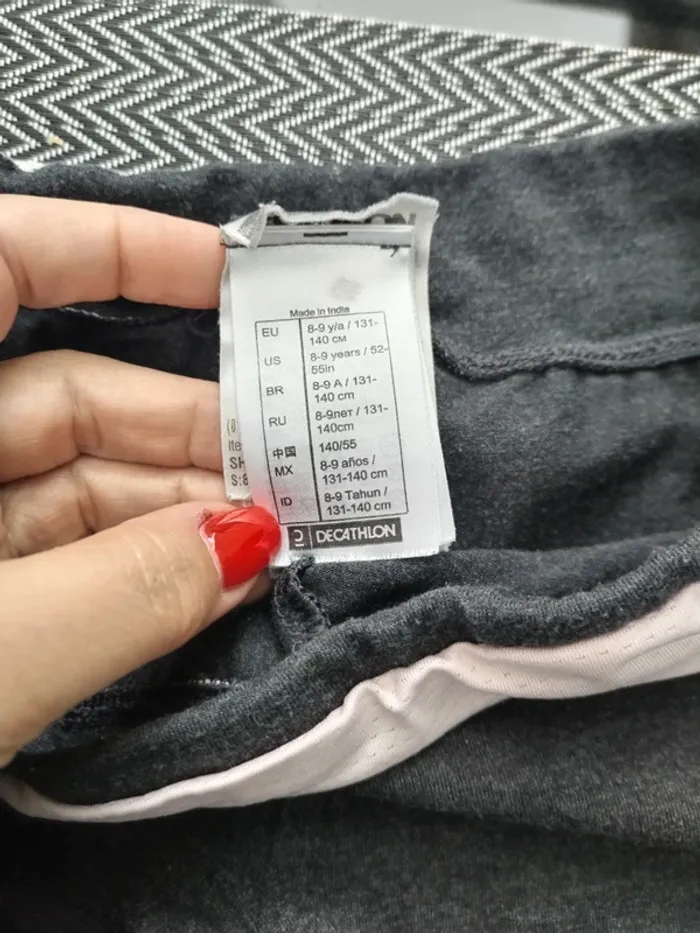 Made in India
EU 8-9 y/a / 131-
140 см
US 8-9 years / 52-
55in
BR 8-9 A / 131-
140 cm
RU 8-9лет / 131-
140cm
中国 140/55
MX 8-9 años /
131-140 cm
ID 8-9 Tahun /
131-140 cm
DECATHLON